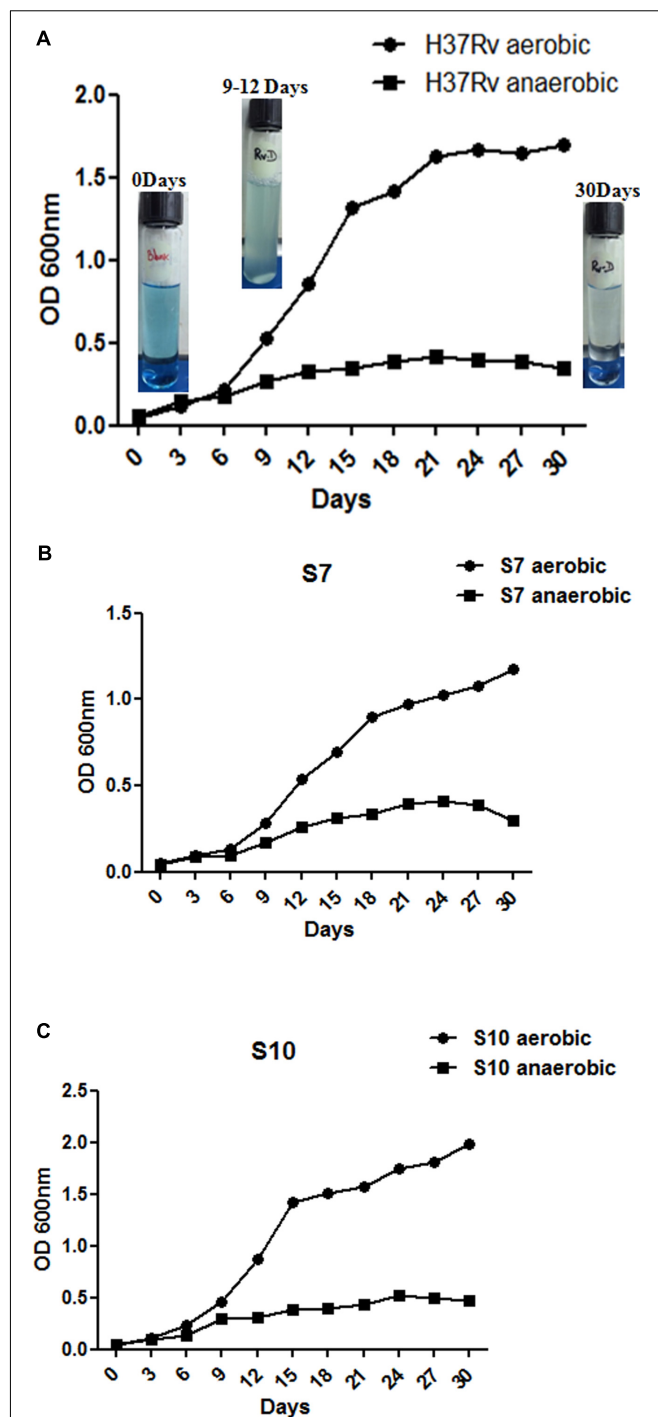 A
H37Rv aerobic
H37Rv anaerobic
9-12 Days
0Days
30Days
Blank
Rv-D
Rv-D
OD 600nm
2.0
1.5
1.0
0.5
0.0
0 3 6 9 12 15 18 21 24 27 30
Days
B
S7
S7 aerobic
S7 anaerobic
OD 600nm
1.5
1.0
0.5
0.0
0 3 6 9 12 15 18 21 24 27 30
Days
C
S10
S10 aerobic
S10 anaerobic
OD 600nm
2.5
2.0
1.5
1.0
0.5
0.0
0 3 6 9 12 15 18 21 24 27 30
Days